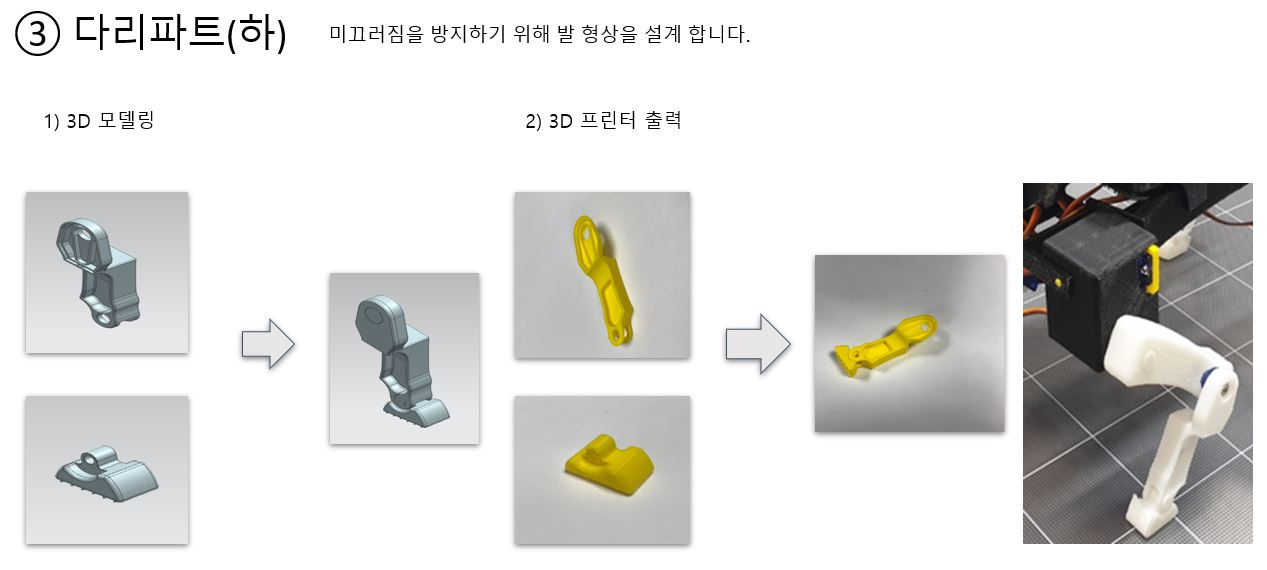 ③ 다리파트(하)
미끄러짐을 방지하기 위해 발 형상을 설계 합니다.
1) 3D 모델링
2) 3D 프린터 출력